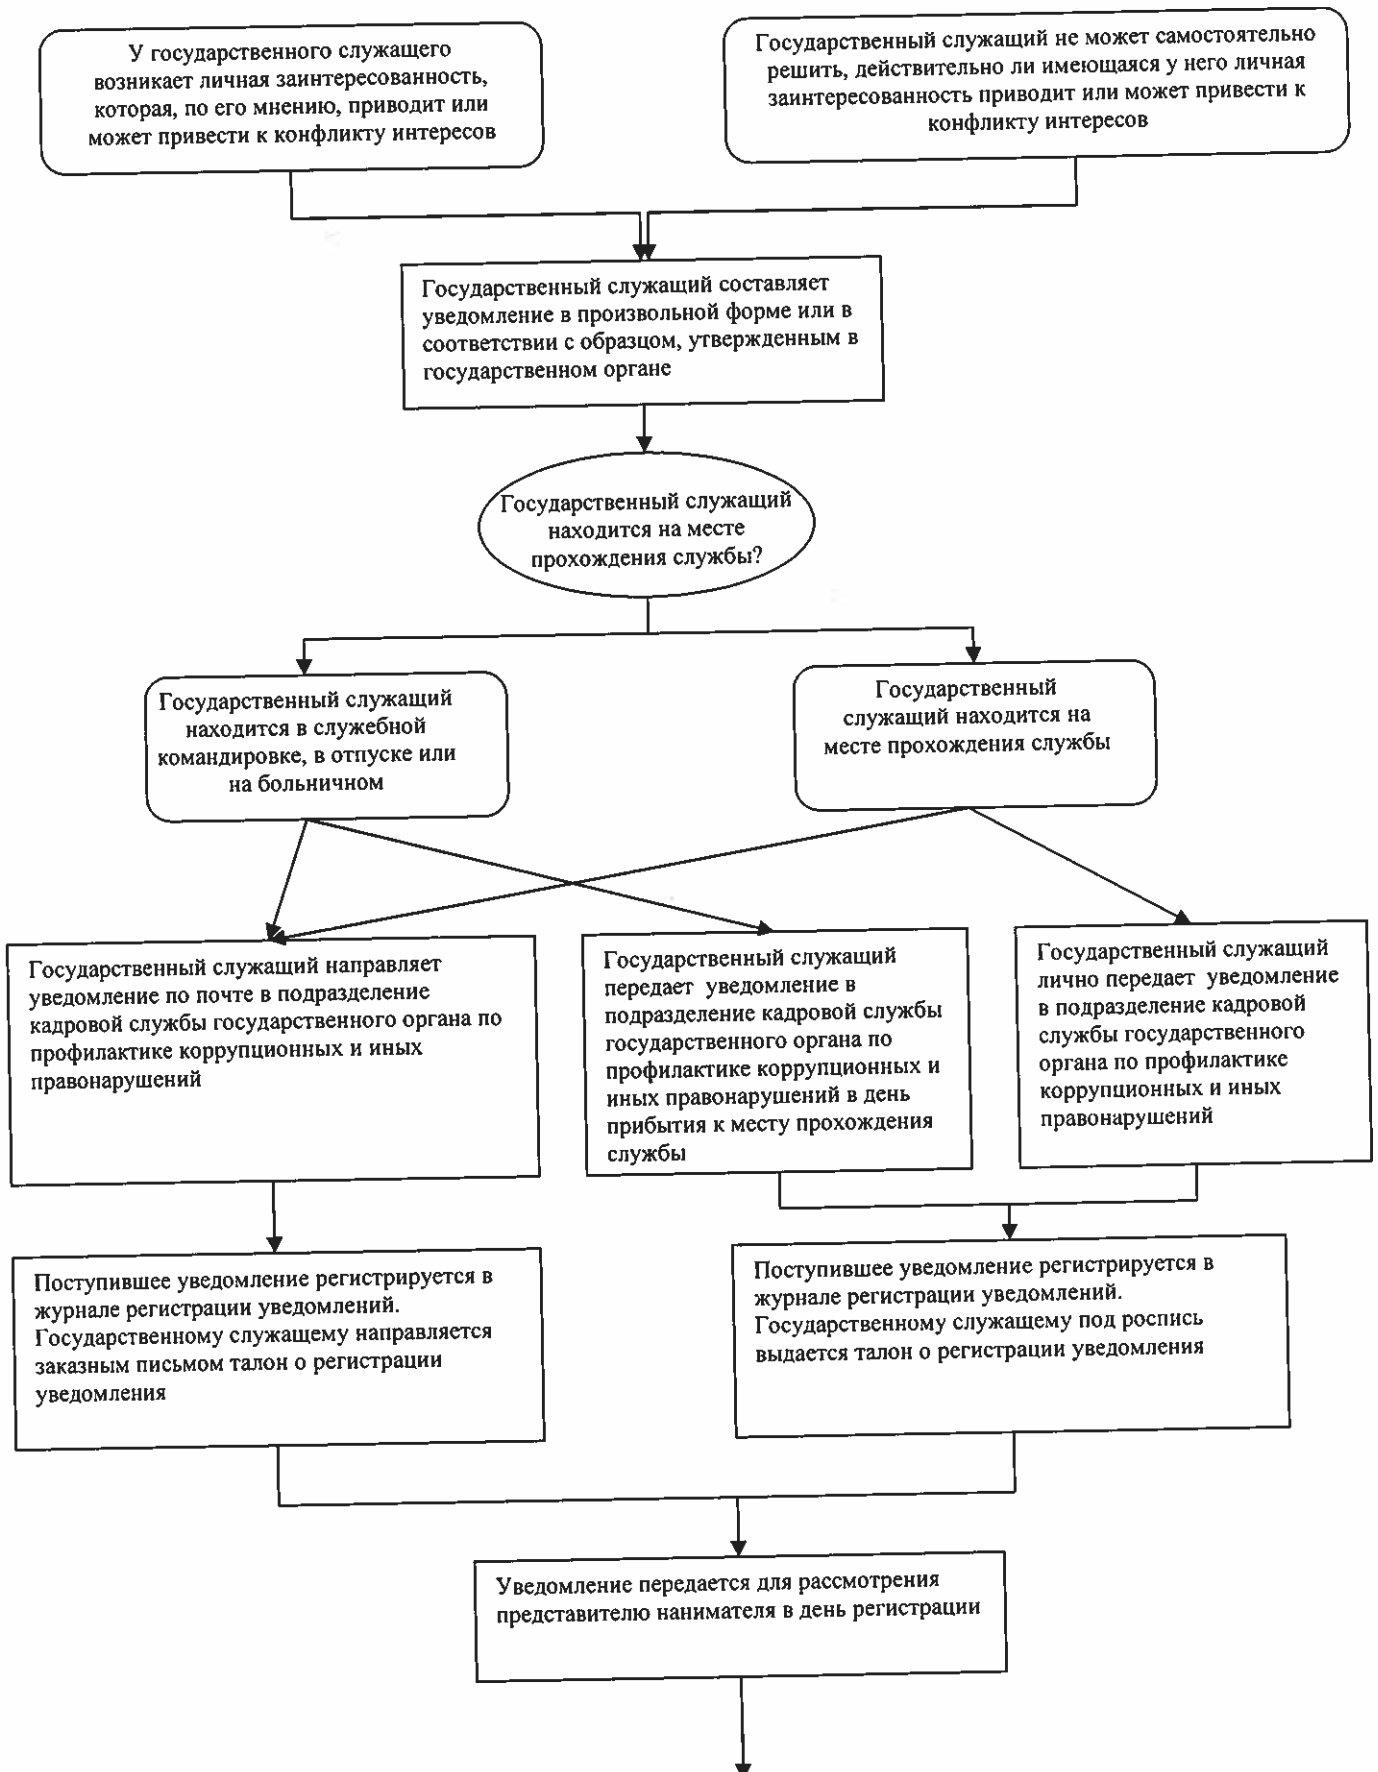 У государственного служащего
возникает личная заинтересованность,
которая, по его мнению, приводит или
может привести к конфликту интересов
Государственный служащий не может самостоятельно
решить, действительно ли имеющаяся у него личная
заинтересованность приводит или может привести к
конфликту интересов
Государственный служащий составляет
уведомление в произвольной форме или в
соответствии с образцом, утвержденным в
государственном органе
Государственный служащий
находится на месте
прохождения службы?
Государственный служащий
находится в служебной
командировке, в отпуске или
на больничном
Государственный
служащий находится на
месте прохождения службы
Государственный служащий направляет
уведомление по почте в подразделение
кадровой службы государственного органа по
профилактике коррупционных и иных
правонарушений
Государственный служащий
передает уведомление в
подразделение кадровой службы
государственного органа по
профилактике коррупционных и
иных правонарушений в день
прибытия к месту прохождения
службы
Государственный служащий
лично передает уведомление
в подразделение кадровой
службы государственного
органа по профилактике
коррупционных и иных
правонарушений
Поступившее уведомление регистрируется в
журнале регистрации уведомлений.
Государственному служащему направляется
заказным письмом талон о регистрации
уведомления
Поступившее уведомление регистрируется в
журнале регистрации уведомлений.
Государственному служащему под роспись
выдается талон о регистрации уведомления
Уведомление передается для рассмотрения
представителю нанимателя в день регистрации